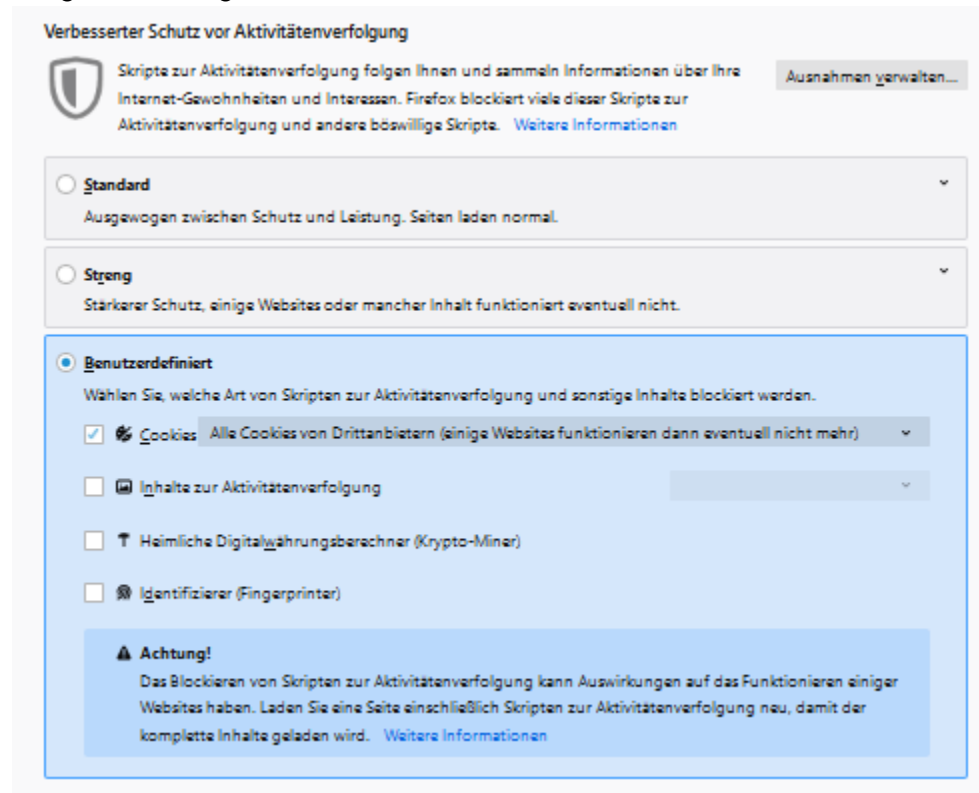 Verbesserter Schutz vor Aktivitätenverfolgung
Skripte zur Aktivitätenverfolgung folgen Ihnen und sammeln Informationen über Ihre
Internet-Gewohnheiten und Interessen. Firefox blockiert viele dieser Skripte zur
Aktivitätenverfolgung und andere böswillige Skripte. Weitere Informationen
Ausnahmen verwalten...
Standard
Ausgewogen zwischen Schutz und Leistung. Seiten laden normal.
Streng
Stärkerer Schutz, einige Websites oder mancher Inhalt funktioniert eventuell nicht.
Benutzerdefiniert
Wählen Sie, welche Art von Skripten zur Aktivitätenverfolgung und sonstige Inhalte blockiert werden.
Cookies Alle Cookies von Drittanbietern (einige Websites funktionieren dann eventuell nicht mehr)
Inhalte zur Aktivitätenverfolgung
Heimliche Digitalwährungsberechner (Krypto-Miner)
Identifizierer (Fingerprinter)
Achtung!
Das Blockieren von Skripten zur Aktivitätenverfolgung kann Auswirkungen auf das Funktionieren einiger
Websites haben. Laden Sie eine Seite einschließlich Skripten zur Aktivitätenverfolgung neu, damit der
komplette Inhalte geladen wird. Weitere Informationen